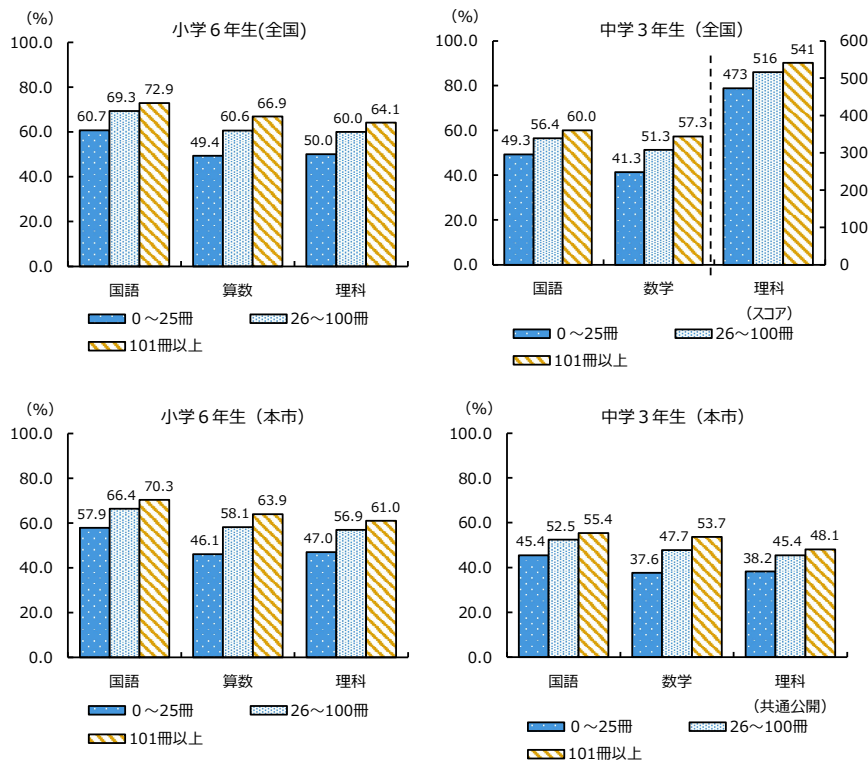 小学６年生(全国)
(%)
100.0
80.0
60.0
40.0
20.0
0.0
60.7 69.3 72.9
49.4 60.6 66.9
50.0 60.0 64.1
国語 算数 理科
0～25冊 26～100冊
101冊以上
中学３年生（全国）
(%)
100.0
80.0
60.0
40.0
20.0
0.0
600
500
400
300
200
100
0
49.3 56.4 60.0
41.3 51.3 57.3
473 516 541
国語 数学 理科
(スコア)
0～25冊 26～100冊
101冊以上
小学６年生（本市）
(%)
100.0
80.0
60.0
40.0
20.0
0.0
57.9 66.4 70.3
46.1 58.1 63.9
47.0 56.9 61.0
国語 算数 理科
0～25冊 26～100冊
101冊以上
中学３年生（本市）
(%)
100.0
80.0
60.0
40.0
20.0
0.0
45.4 52.5 55.4
37.6 47.7 53.7
38.2 45.4 48.1
国語 数学 理科
(共通公開)
0～25冊 26～100冊
101冊以上